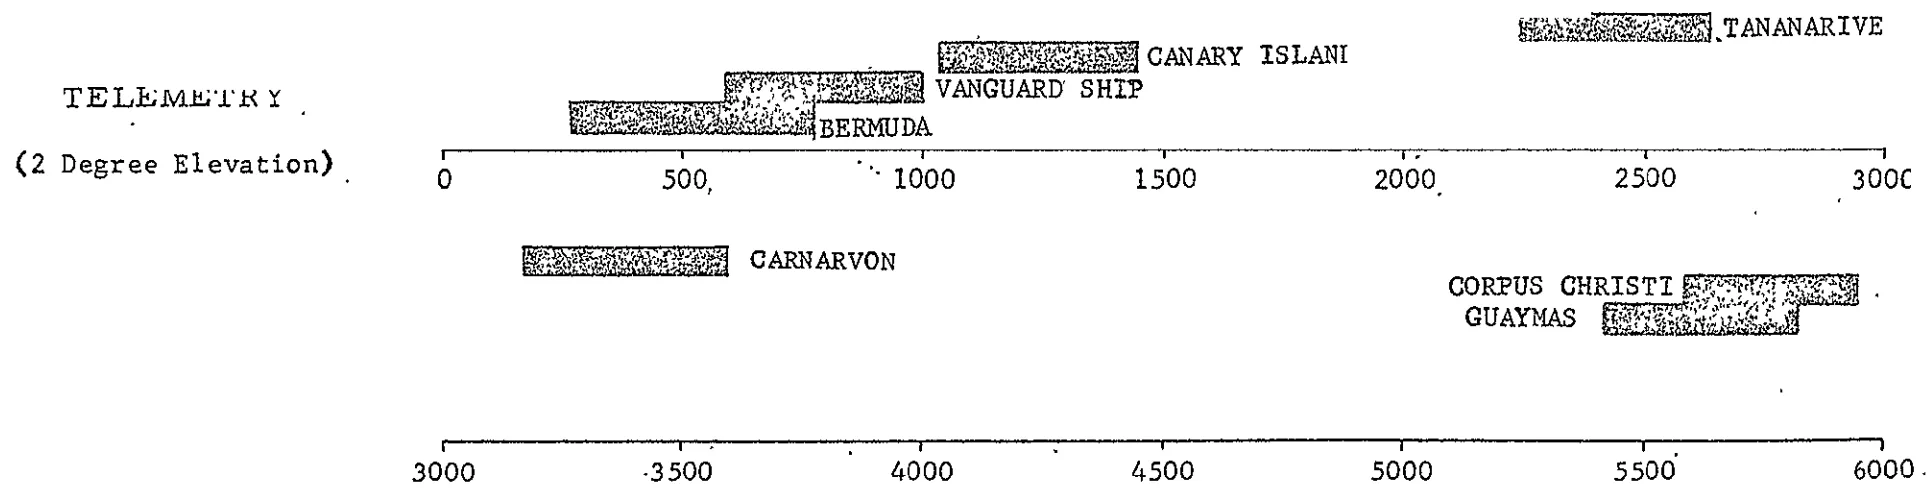 TANANARIVE
CANARY ISLANI
VANGUARD SHIP
TELEMETRY
BERMUDA
(2 Degree Elevation)
0 500 1000 1500 2000 2500 3000
CARNARVON
CORPUS CHRISTI
GUAYMAS
3000 3500 4000 4500 5000 5500 6000